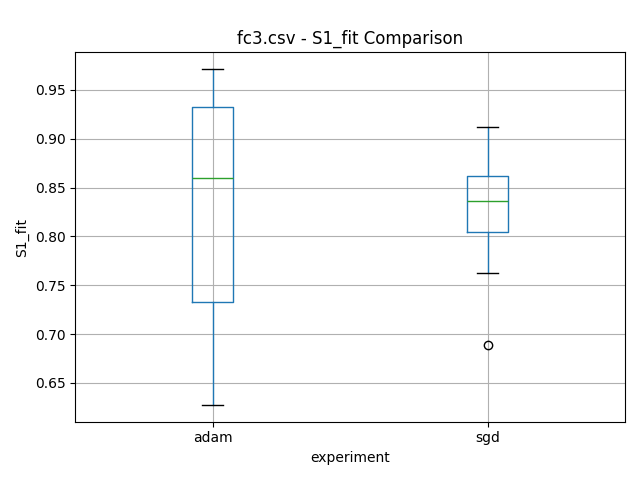 fc3.csv - S1_fit Comparison
0.95
0.90
0.85
0.80
0.75
0.70
0.65
S1_fit
adam
sgd
experiment